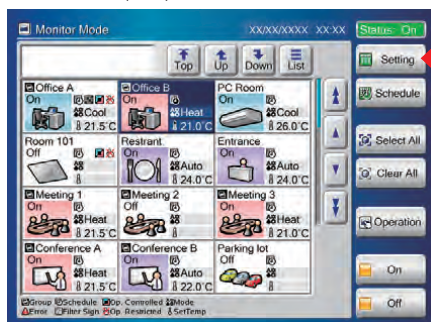 Monitor Mode
XX/XX/XXXX XX:XX
Status: On
Top
Up
Down
List
Setting
Office A
On
Cool
21.5°C
Office B
On
Heat
21.0°C
PC Room
On
Cool
26.0°C
Schedule
Room 101
Off
Restrant
On
Auto
24.0°C
Entrance
On
Auto
24.0°C
Select All
Clear All
Meeting 1
On
Heat
21.5°C
Meeting 2
Off
Meeting 3
On
Heat
21.0°C
Operation
Conference A
On
Heat
21.5°C
Conference B
On
Auto
22.0°C
Parking lot
Off
On
Group Schedule Op. Controlled Mode
Error Filter Sign Op. Restricted SetTemp
Off